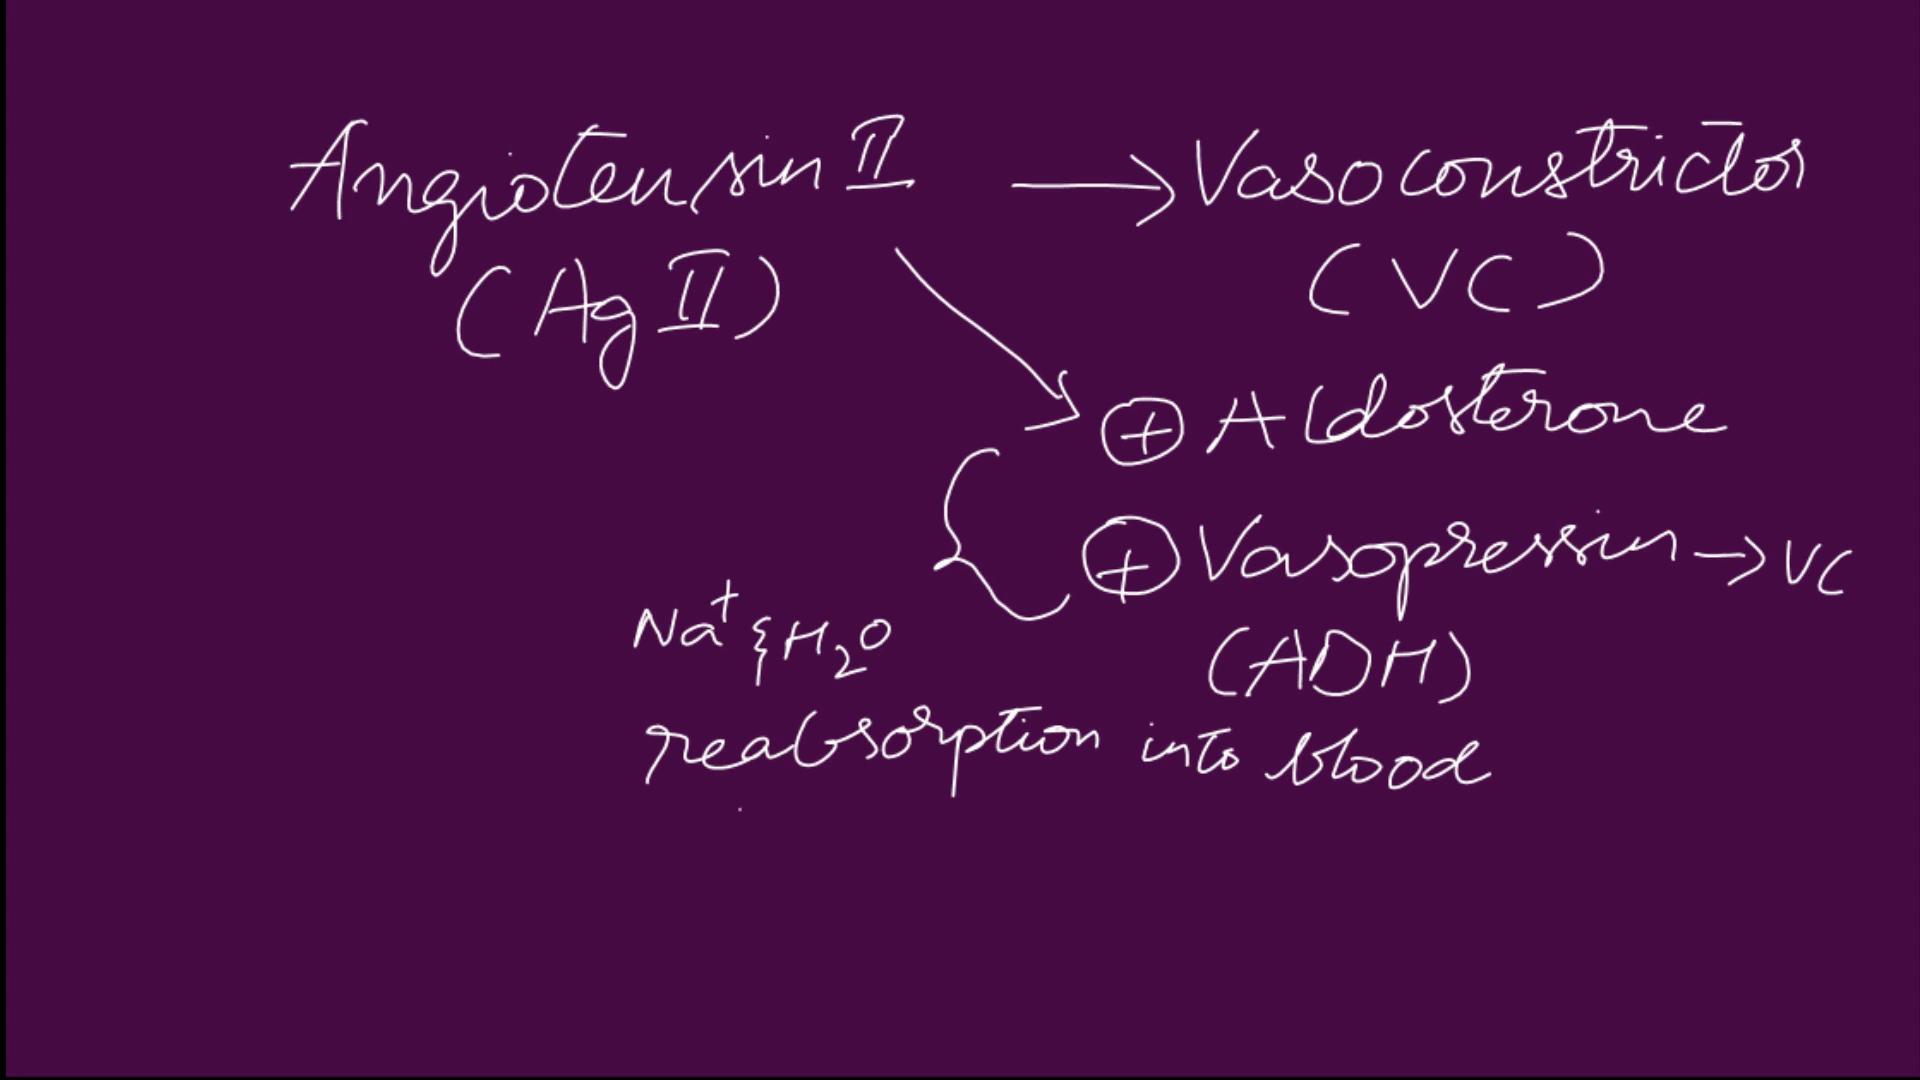 Angiotensin II → Vasoconstrictor
(Ag II) (VC)
⊕ Aldosterone
⊕ Vasopressin → VC
(ADH)
Na⁺ & H₂O
reabsorption into blood